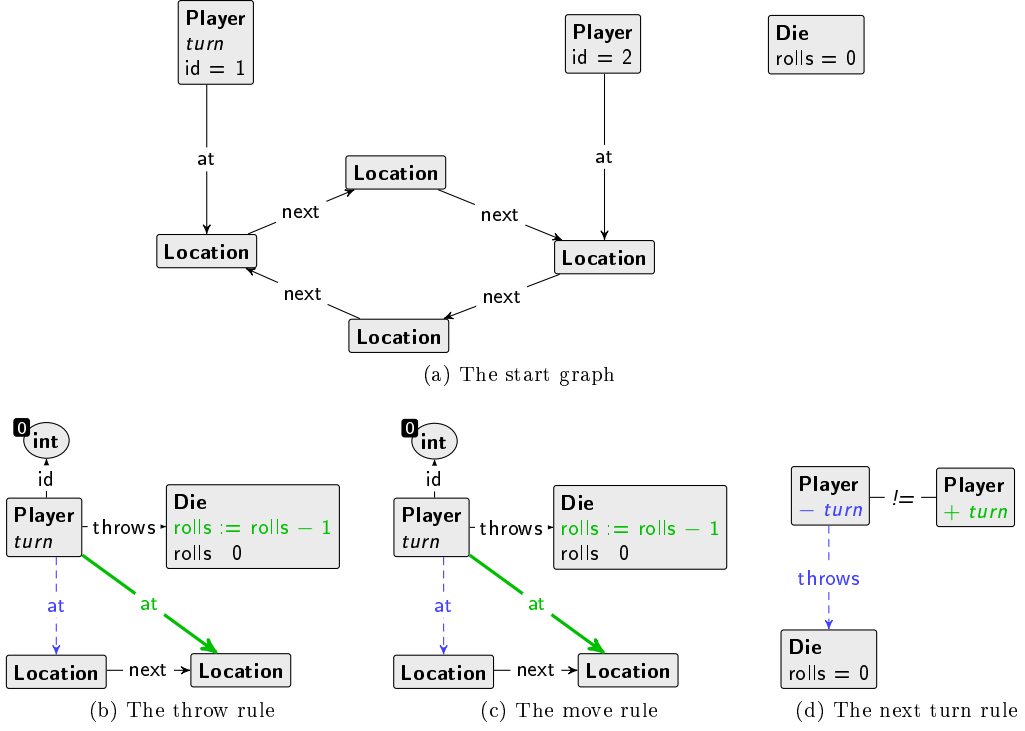 Player
turn
id = 1
Player
id = 2
Die
rolls = 0
at
at
Location
next
next
Location
Location
next
next
Location
(a) The start graph
0
int
id
Player
turn
throws
Die
rolls := rolls − 1
rolls 0
at
at
Location
next
Location
(b) The throw rule
0
int
id
Player
turn
throws
Die
rolls := rolls − 1
rolls 0
at
at
Location
next
Location
(c) The move rule
Player
− turn
!=
Player
+ turn
throws
Die
rolls = 0
(d) The next turn rule